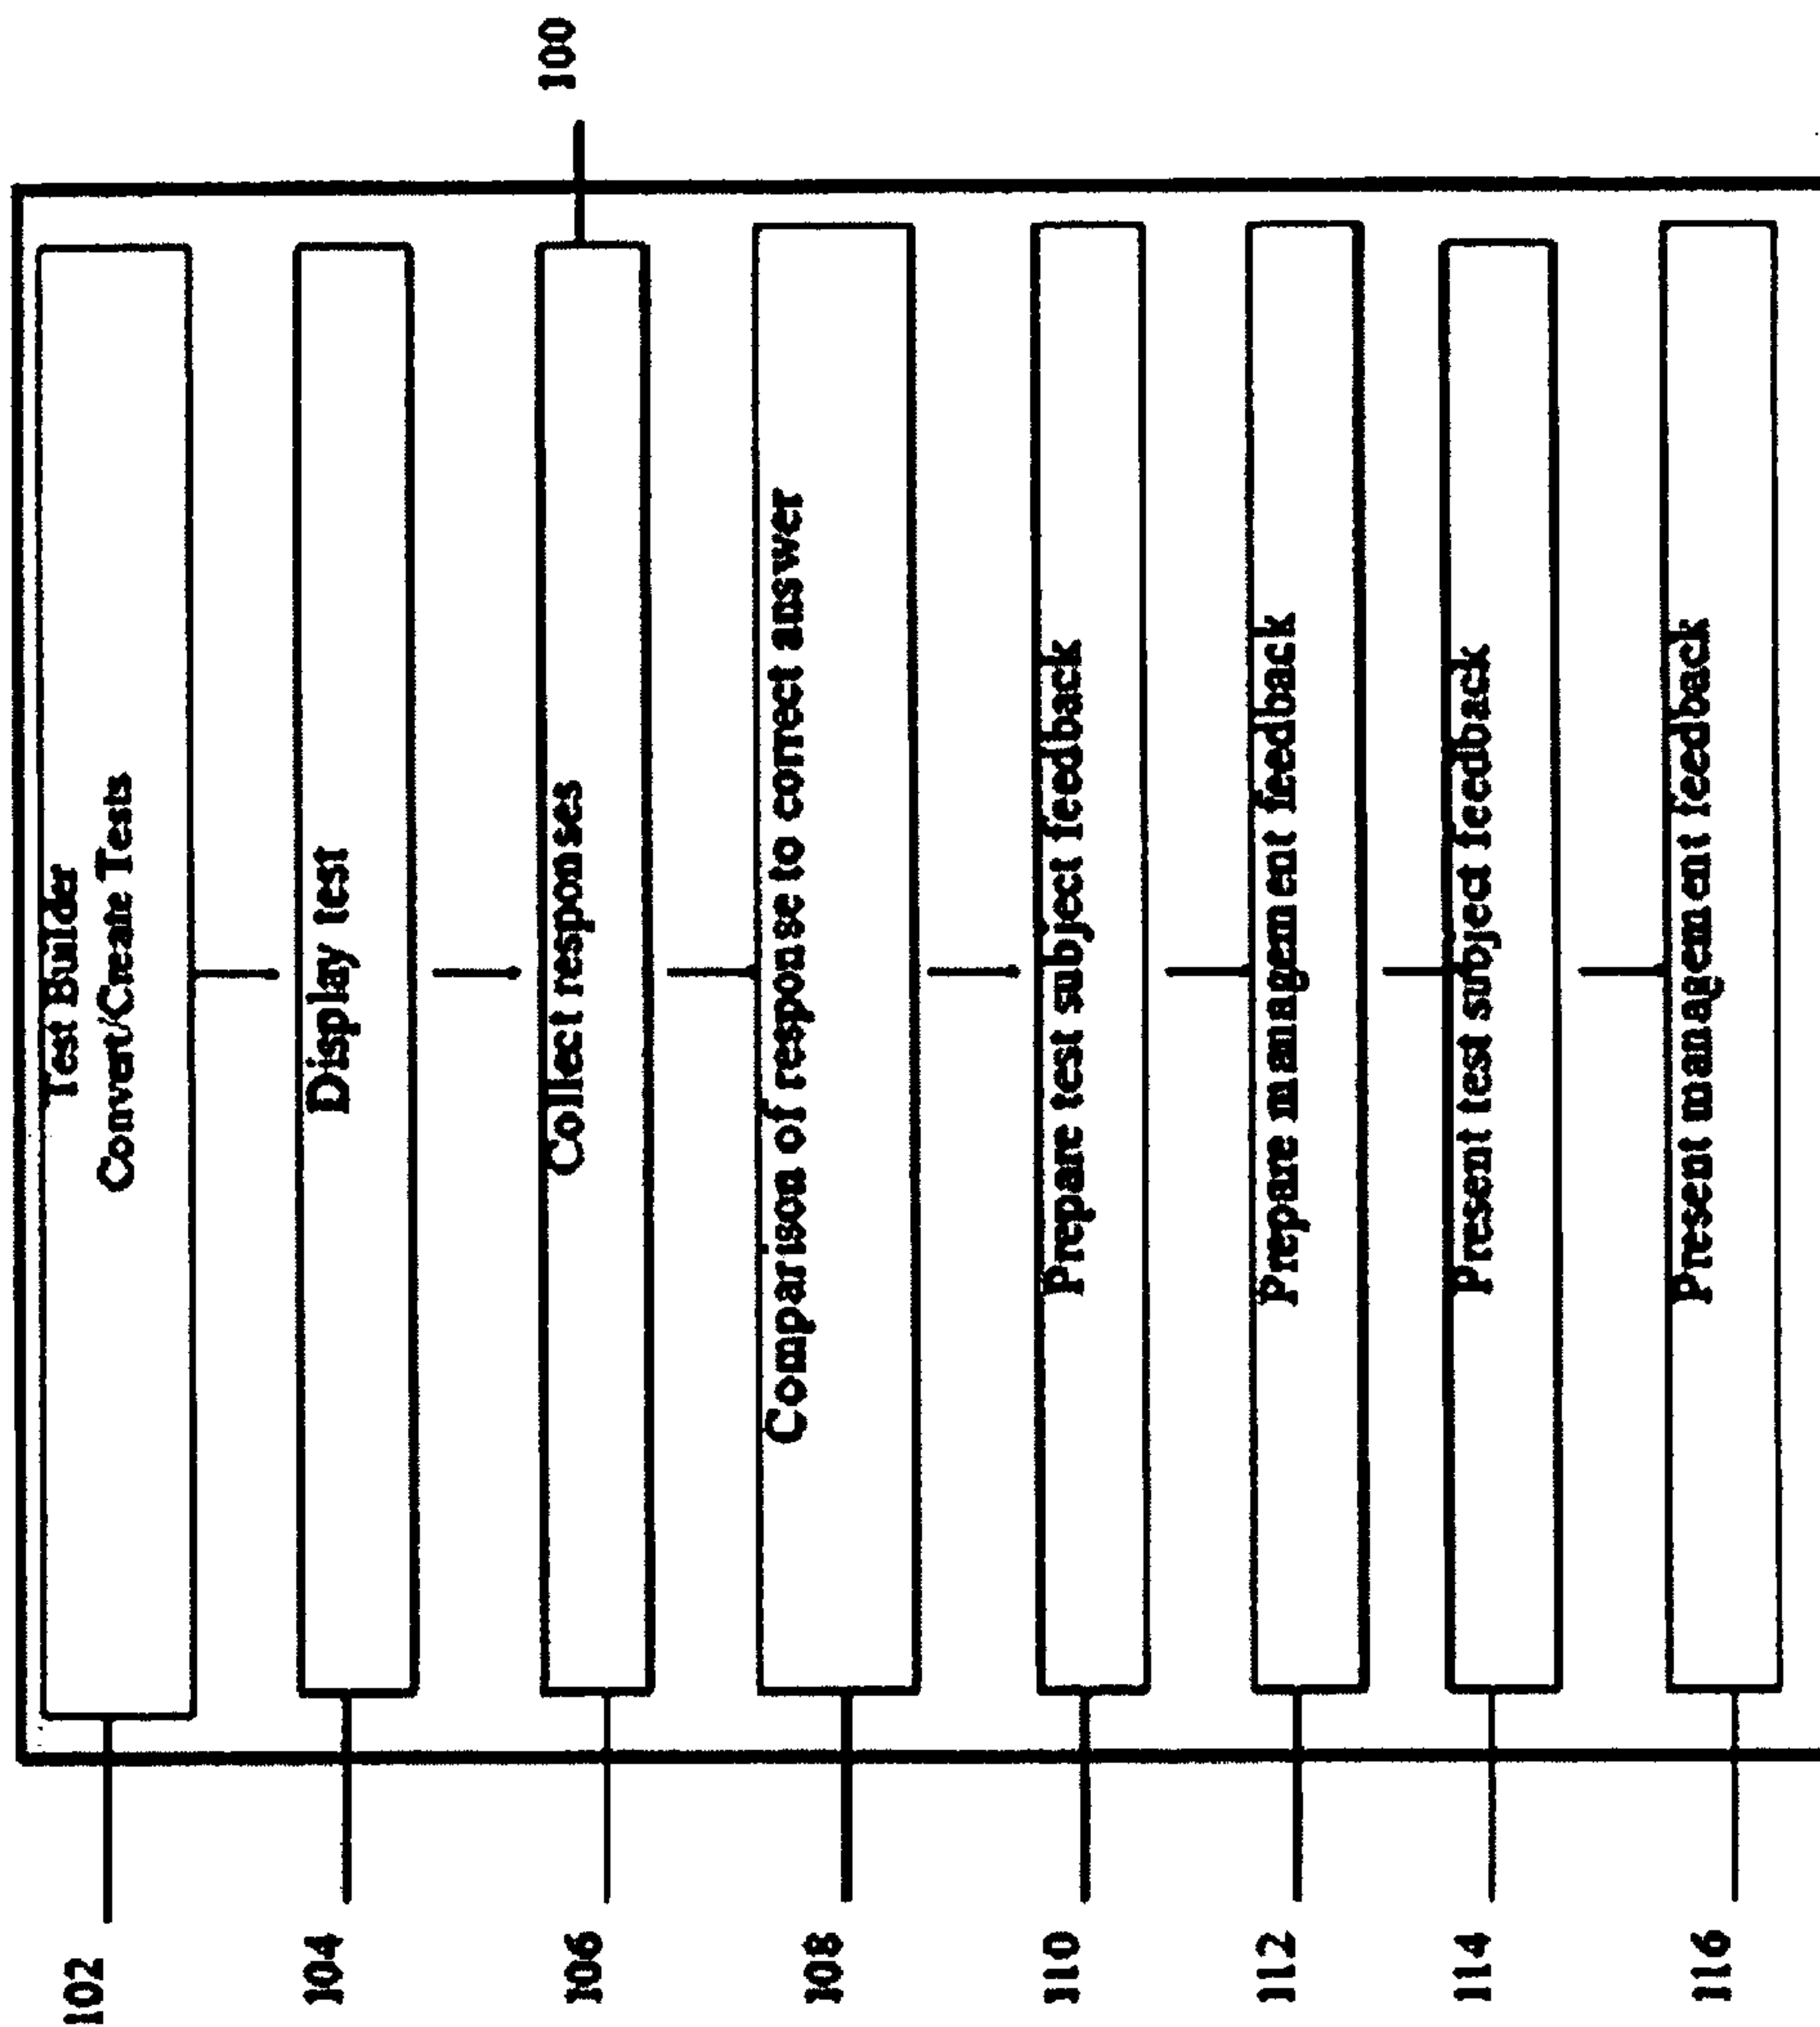 100
Test Builder
Convert/Create Tests
102
Display test
104
Collect responses
106
Comparison of response to correct answer
108
Prepare test subject feedback
110
Prepare management feedback
112
Present test subject feedback
114
Present management feedback
116